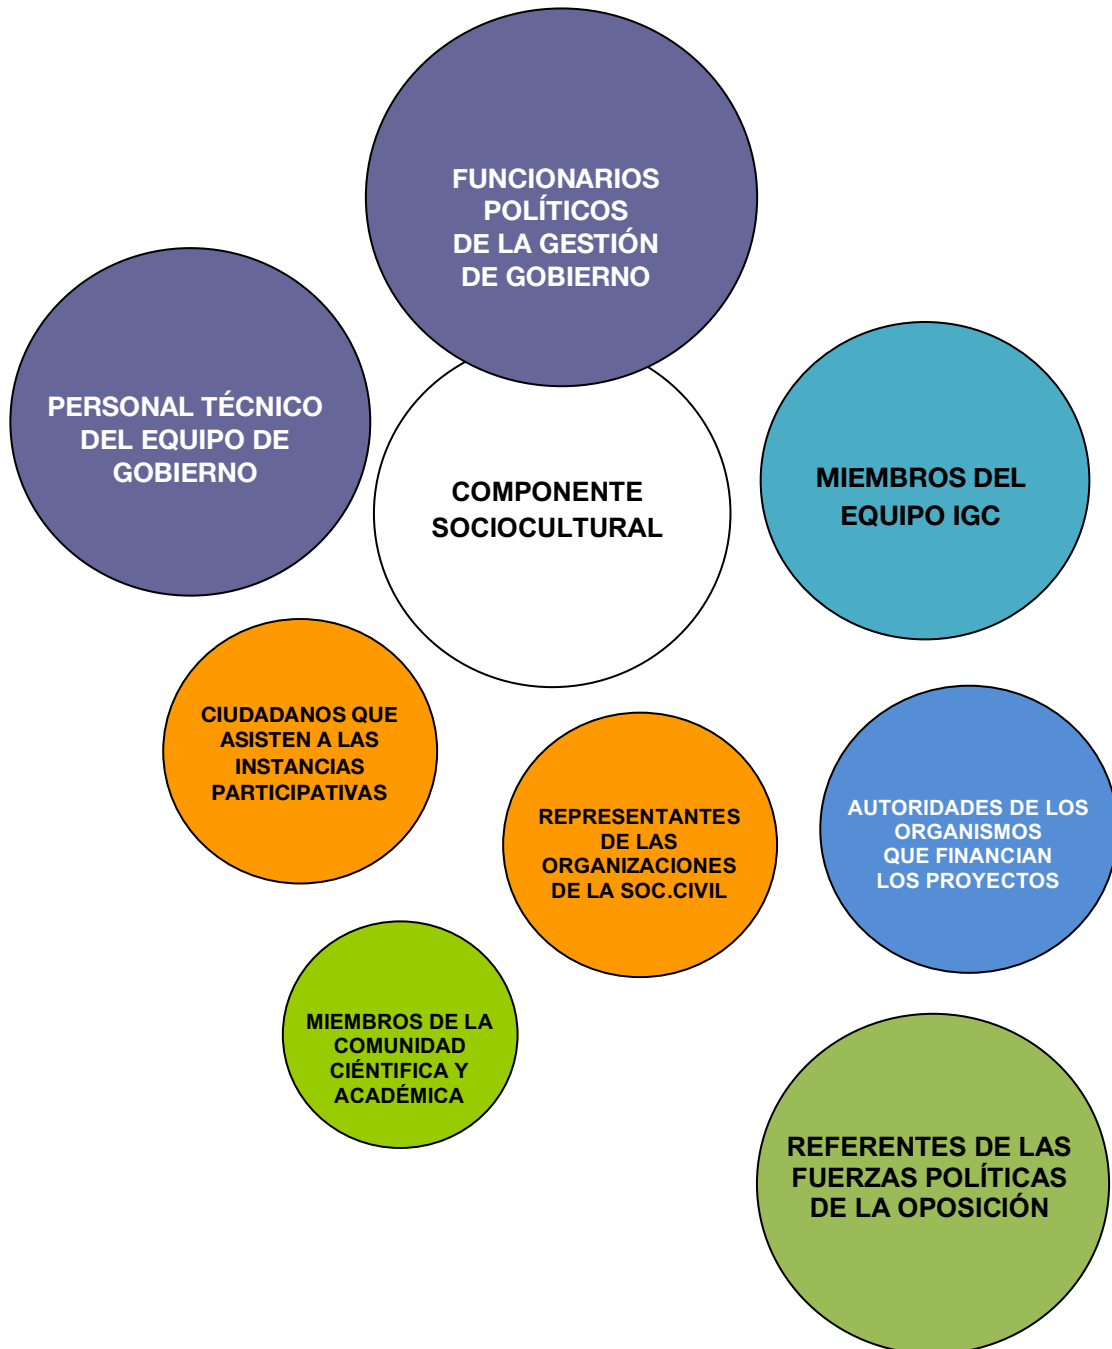 FUNCIONARIOS
POLÍTICOS
DE LA GESTIÓN
DE GOBIERNO
PERSONAL TÉCNICO
DEL EQUIPO DE
GOBIERNO
COMPONENTE
SOCIOCULTURAL
MIEMBROS DEL
EQUIPO IGC
CIUDADANOS QUE
ASISTEN A LAS
INSTANCIAS
PARTICIPATIVAS
REPRESENTANTES
DE LAS
ORGANIZACIONES
DE LA SOC.CIVIL
AUTORIDADES DE LOS
ORGANISMOS
QUE FINANCIAN
LOS PROYECTOS
MIEMBROS DE LA
COMUNIDAD
CIÉNTIFICA Y
ACADÉMICA
REFERENTES DE LAS
FUERZAS POLÍTICAS
DE LA OPOSICIÓN